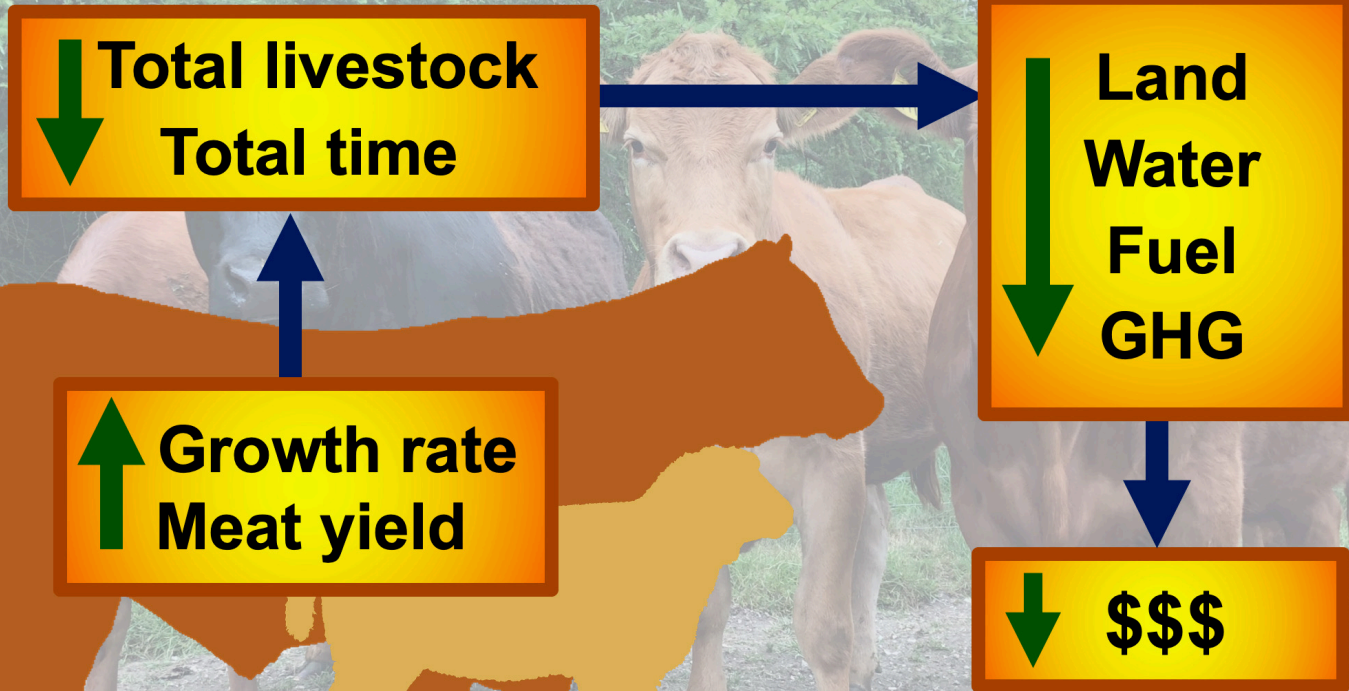 Total livestock
Total time
Land
Water
Fuel
GHG
Growth rate
Meat yield
$$$